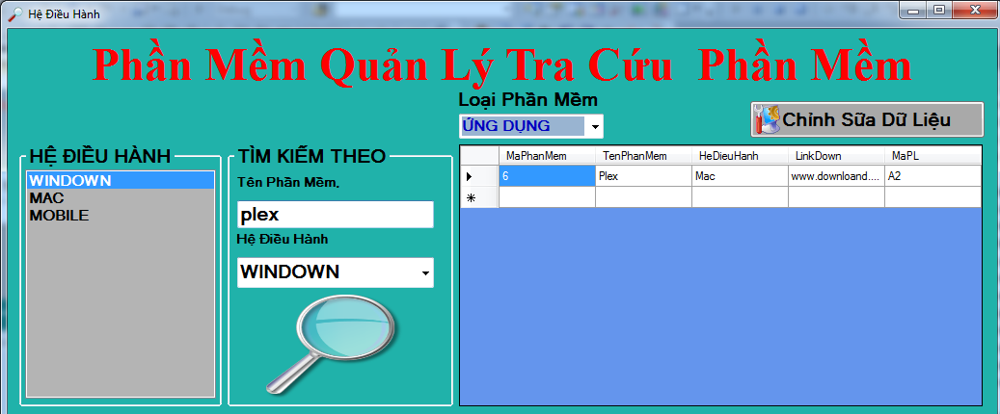 Hệ Điều Hành
Phần Mềm Quản Lý Tra Cứu Phần Mềm
Loại Phần Mềm
ỨNG DỤNG
Chỉnh Sữa Dữ Liệu
HỆ ĐIỀU HÀNH
WINDOWN
MAC
MOBILE
TÌM KIẾM THEO
Tên Phần Mềm.
plex
Hệ Điều Hành
WINDOWN
MaPhanMem TenPhanMem HeDieuHanh LinkDown MaPL
6 Plex Mac www.downloand.... A2